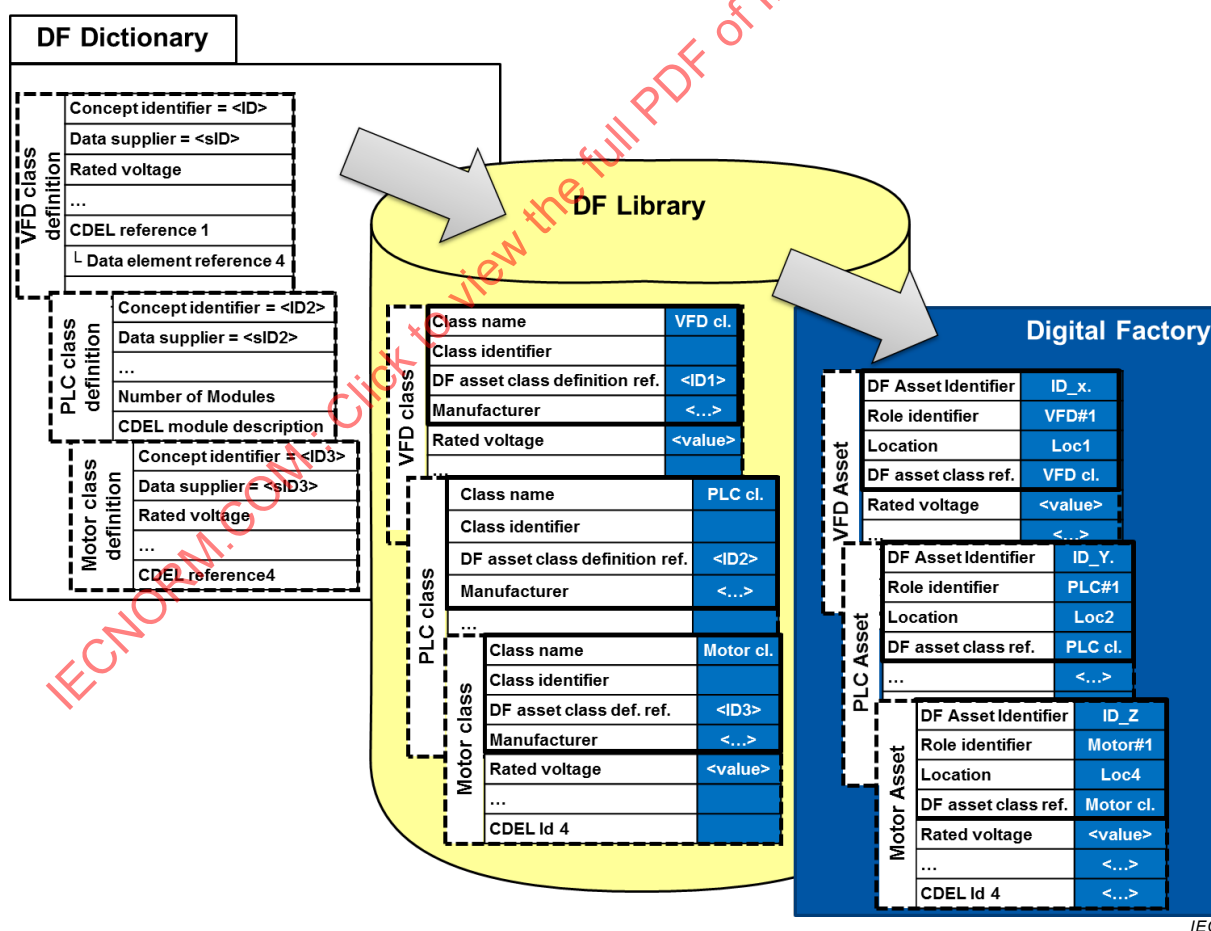 DF Dictionary
VFD class
definition
Concept identifier = <ID>
Data supplier = <sID>
Rated voltage
...
CDEL reference 1
└ Data element reference 4
PLC class
definition
Concept identifier = <ID2>
Data supplier = <sID2>
...
Number of Modules
CDEL module description
Motor class
definition
Concept identifier = <ID3>
Data supplier = <sID3>
Rated voltage
...
CDEL reference4
DF Library
VFD class
Class name VFD cl.
Class identifier
DF asset class definition ref. <ID1>
Manufacturer <...>
Rated voltage <value>
...
PLC class
Class name PLC cl.
Class identifier
DF asset class definition ref. <ID2>
Manufacturer <...>
...
Motor class
Class name Motor cl.
Class identifier
DF asset class def. ref. <ID3>
Manufacturer <...>
Rated voltage <value>
...
CDEL Id 4
Digital Factory
VFD Asset
DF Asset Identifier ID_x.
Role identifier VFD#1
Location Loc1
DF asset class ref. VFD cl.
Rated voltage <value>
... <...>
PLC Asset
DF Asset Identifier ID_Y.
Role identifier PLC#1
Location Loc2
DF asset class ref. PLC cl.
... <...>
Motor Asset
DF Asset Identifier ID_Z
Role identifier Motor#1
Location Loc4
DF asset class ref. Motor cl.
Rated voltage <value>
... <...>
CDEL Id 4 <...>
IECNORM.COM : Click to view the full PDF of
IEC